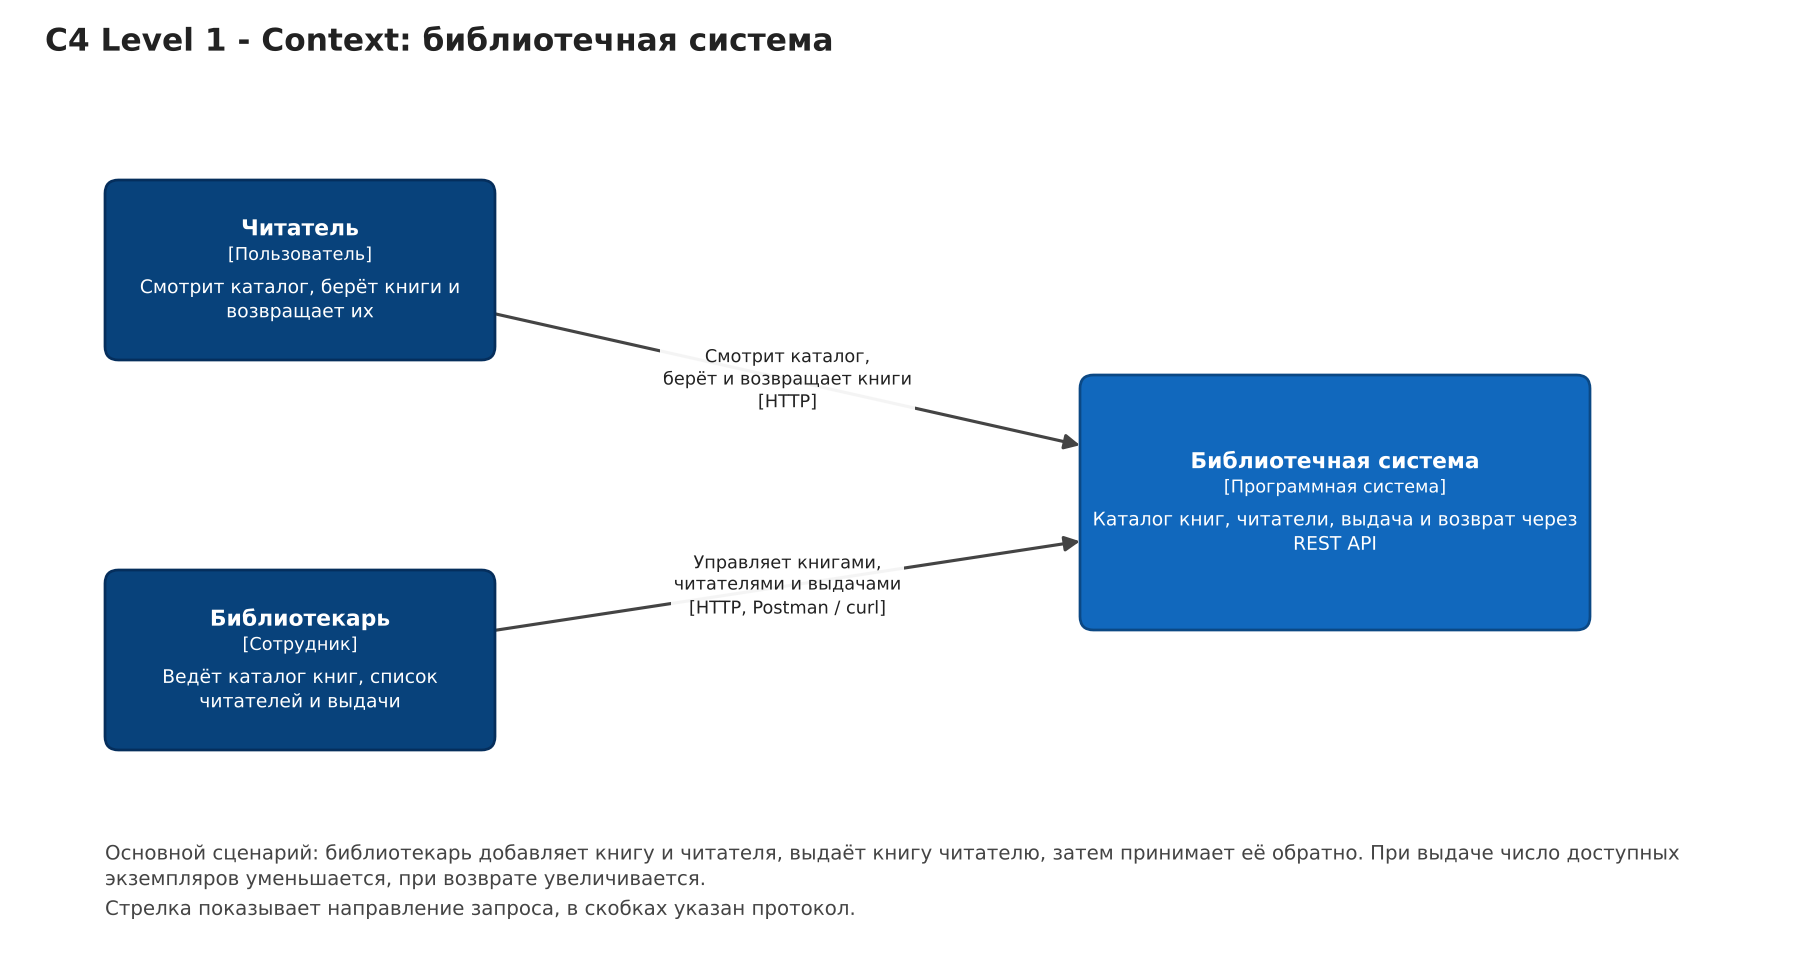 C4 Level 1 - Context: библиотечная система
Читатель
[Пользователь]
Смотрит каталог, берёт книги и
возвращает их
Смотрит каталог,
берёт и возвращает книги
[HTTP]
Библиотечная система
[Программная система]
Каталог книг, читатели, выдача и возврат через
REST API
Управляет книгами,
читателями и выдачами
[HTTP, Postman / curl]
Библиотекарь
[Сотрудник]
Ведёт каталог книг, список
читателей и выдачи
Основной сценарий: библиотекарь добавляет книгу и читателя, выдаёт книгу читателю, затем принимает её обратно. При выдаче число доступных
экземпляров уменьшается, при возврате увеличивается.
Стрелка показывает направление запроса, в скобках указан протокол.